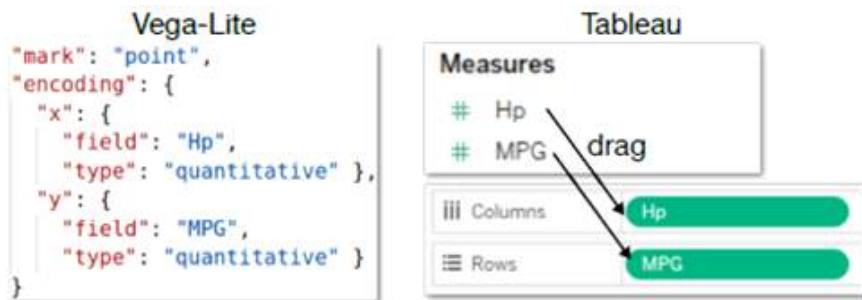 Vega-Lite
"mark": "point",
"encoding": {
"x": {
"field": "Hp",
"type": "quantitative" },
"y": {
"field": "MPG",
"type": "quantitative" }
}
Tableau
Measures
# Hp
# MPG
drag
Columns
Hp
Rows
MPG